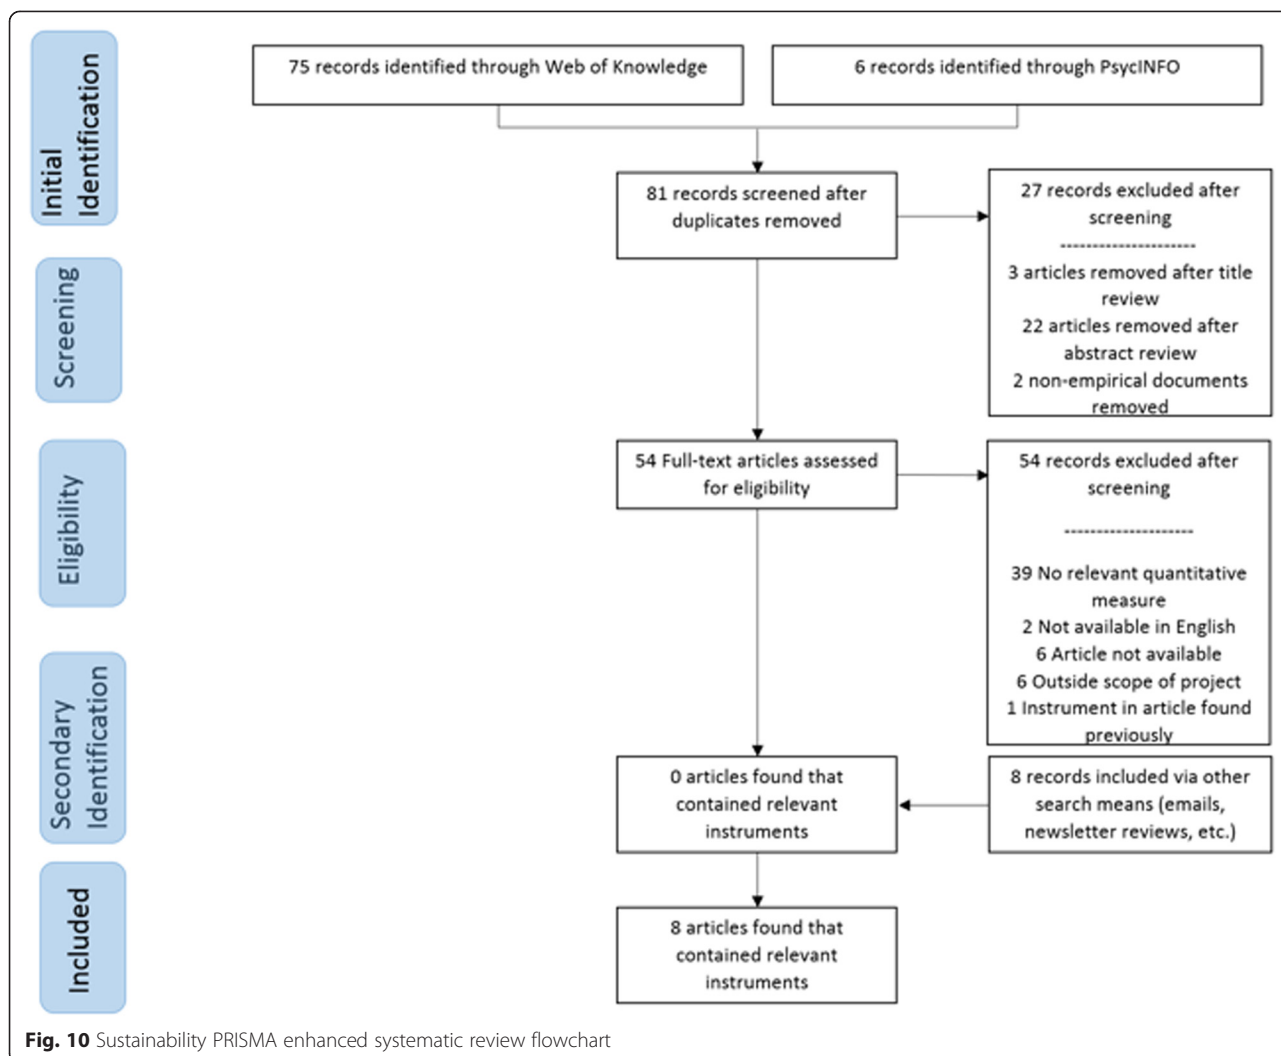 Initial
Identification
75 records identified through Web of Knowledge
6 records identified through PsycINFO
81 records screened after
duplicates removed
27 records excluded after
screening
---------------------
3 articles removed after title
review
22 articles removed after
abstract review
2 non-empirical documents
removed
Screening
Eligibility
54 Full-text articles assessed
for eligibility
54 records excluded after
screening
--------------------
39 No relevant quantitative
measure
2 Not available in English
6 Article not available
6 Outside scope of project
1 Instrument in article found
previously
Secondary
Identification
0 articles found that
contained relevant
instruments
8 records included via other
search means (emails,
newsletter reviews, etc.)
Included
8 articles found that
contained relevant
instruments
Fig. 10 Sustainability PRISMA enhanced systematic review flowchart